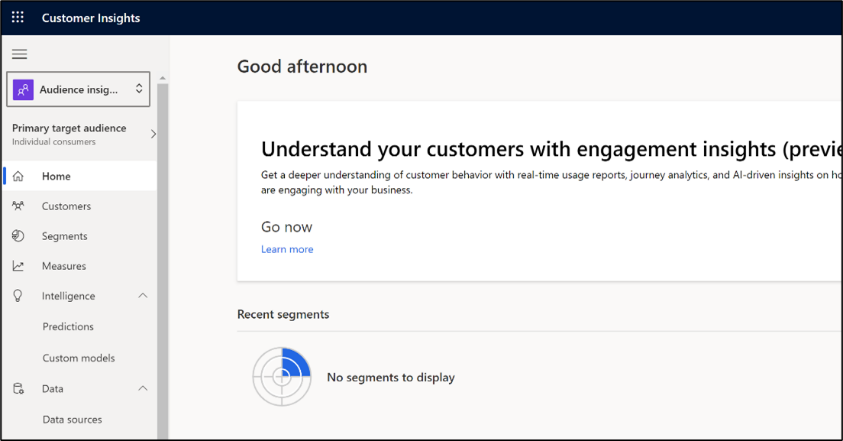 Customer Insights
Audience insig...
Primary target audience
Individual consumers
Home
Customers
Segments
Measures
Intelligence
Predictions
Custom models
Data
Data sources
Good afternoon
Understand your customers with engagement insights (previe
Get a deeper understanding of customer behavior with real-time usage reports, journey analytics, and AI-driven insights on ho
are engaging with your business.
Go now
Learn more
Recent segments
No segments to display